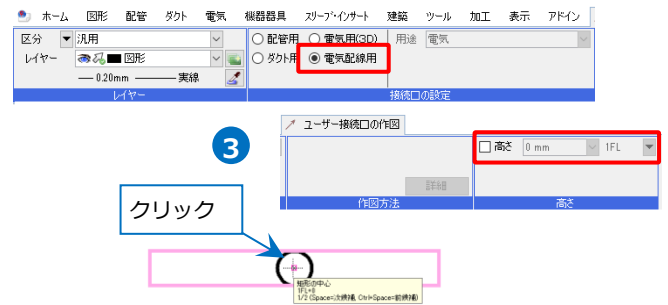 ホーム 図形 配管 ダクト 電気 機器器具 スリーブ・インサート 建築 ツール 加工 表示 アドイン
区分 汎用 配管用 電気用(3D) 用途 電気
レイヤー 図形 ダクト用 電気配線用
0.20mm 実線
レイヤー 接続口の設定
ユーザー接続口の作図
3
高さ 0 mm 1FL
詳細
作図方法 高さ
クリック
矩形の中心
1FL+0
1/2 (Space=次候補, Ctrl+Space=前候補)